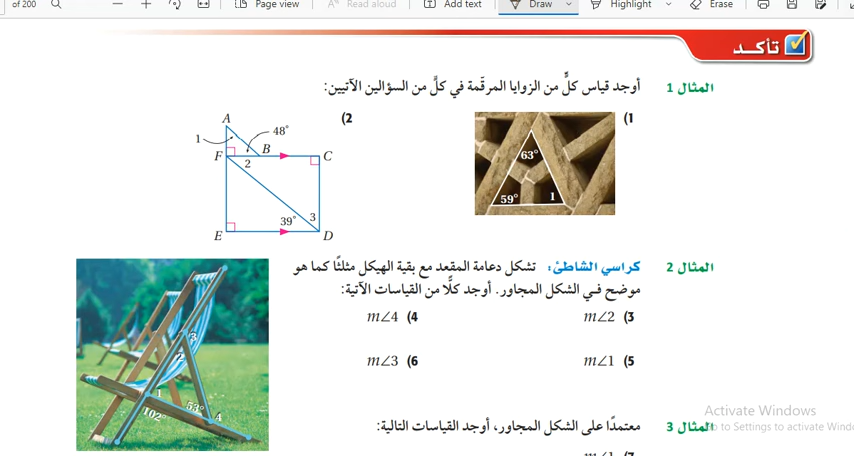 of 200 Page view Read aloud Add text Draw Highlight Erase
تأكد
المثال 1 أوجد قياس كلٍّ من الزوايا المرقّمة في كلٍّ من السؤالين الآتيين:
(1
63°
59° 1
(2
A
1 48°
F B C
2
39° 3
E D
المثال 2 كراسي الشاطئ: تشكل دعامة المقعد مع بقية الهيكل مثلثًا كما هو
موضح في الشكل المجاور. أوجد كلًّا من القياسات الآتية:
(3 m∠2 (4 m∠4
(5 m∠1 (6 m∠3
3
2
1 53°
102° 4
Activate Windows
to Settings to activate Wind
المثال 3 معتمدًا على الشكل المجاور، أوجد القياسات التالية:
(7 m∠1